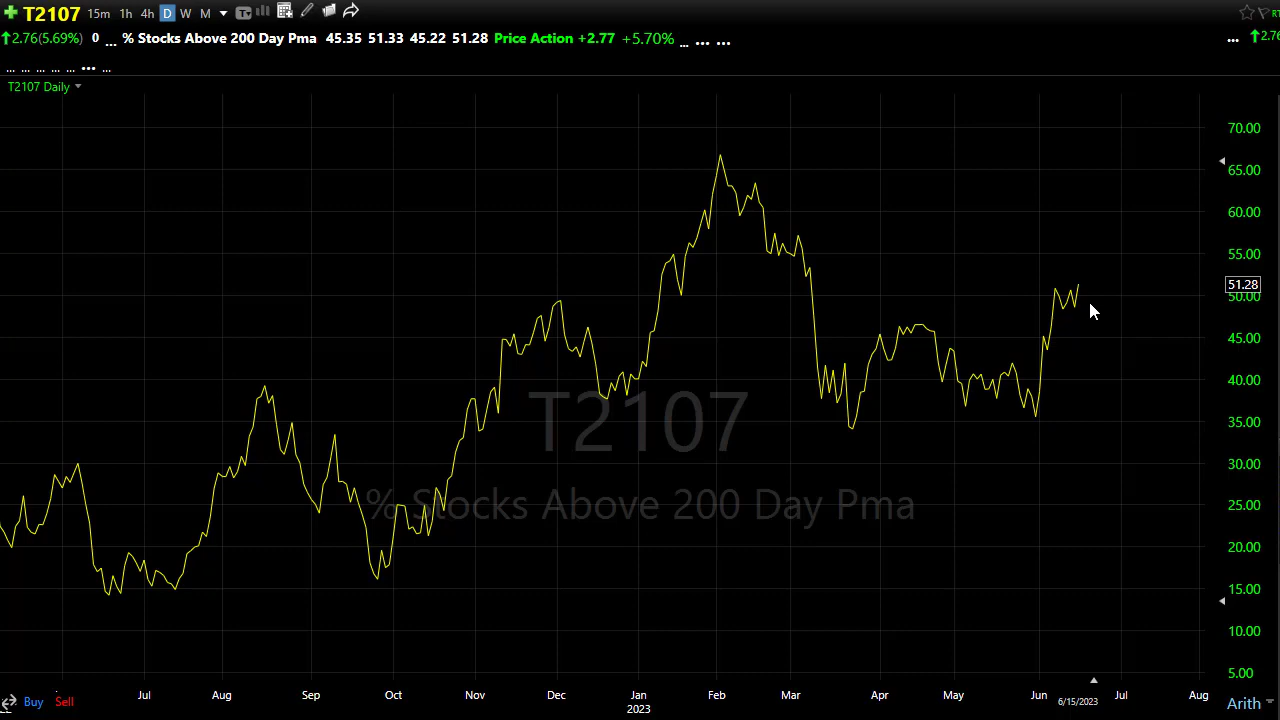 T2107 15m 1h 4h D W M T RT
2.76(5.69%) 0 ... % Stocks Above 200 Day Pma 45.35 51.33 45.22 51.28 Price Action +2.77 +5.70% ... ... ... ... 2.76
... ... ... ... ... ... ...
T2107 Daily
70.00
65.00
60.00
55.00
51.28
50.00
45.00
40.00
T2107
35.00
30.00
% Stocks Above 200 Day Pma
25.00
20.00
15.00
10.00
5.00
Buy Sell Jul Aug Sep Oct Nov Dec Jan Feb Mar Apr May Jun Jul Aug Arith
2023 6/15/2023